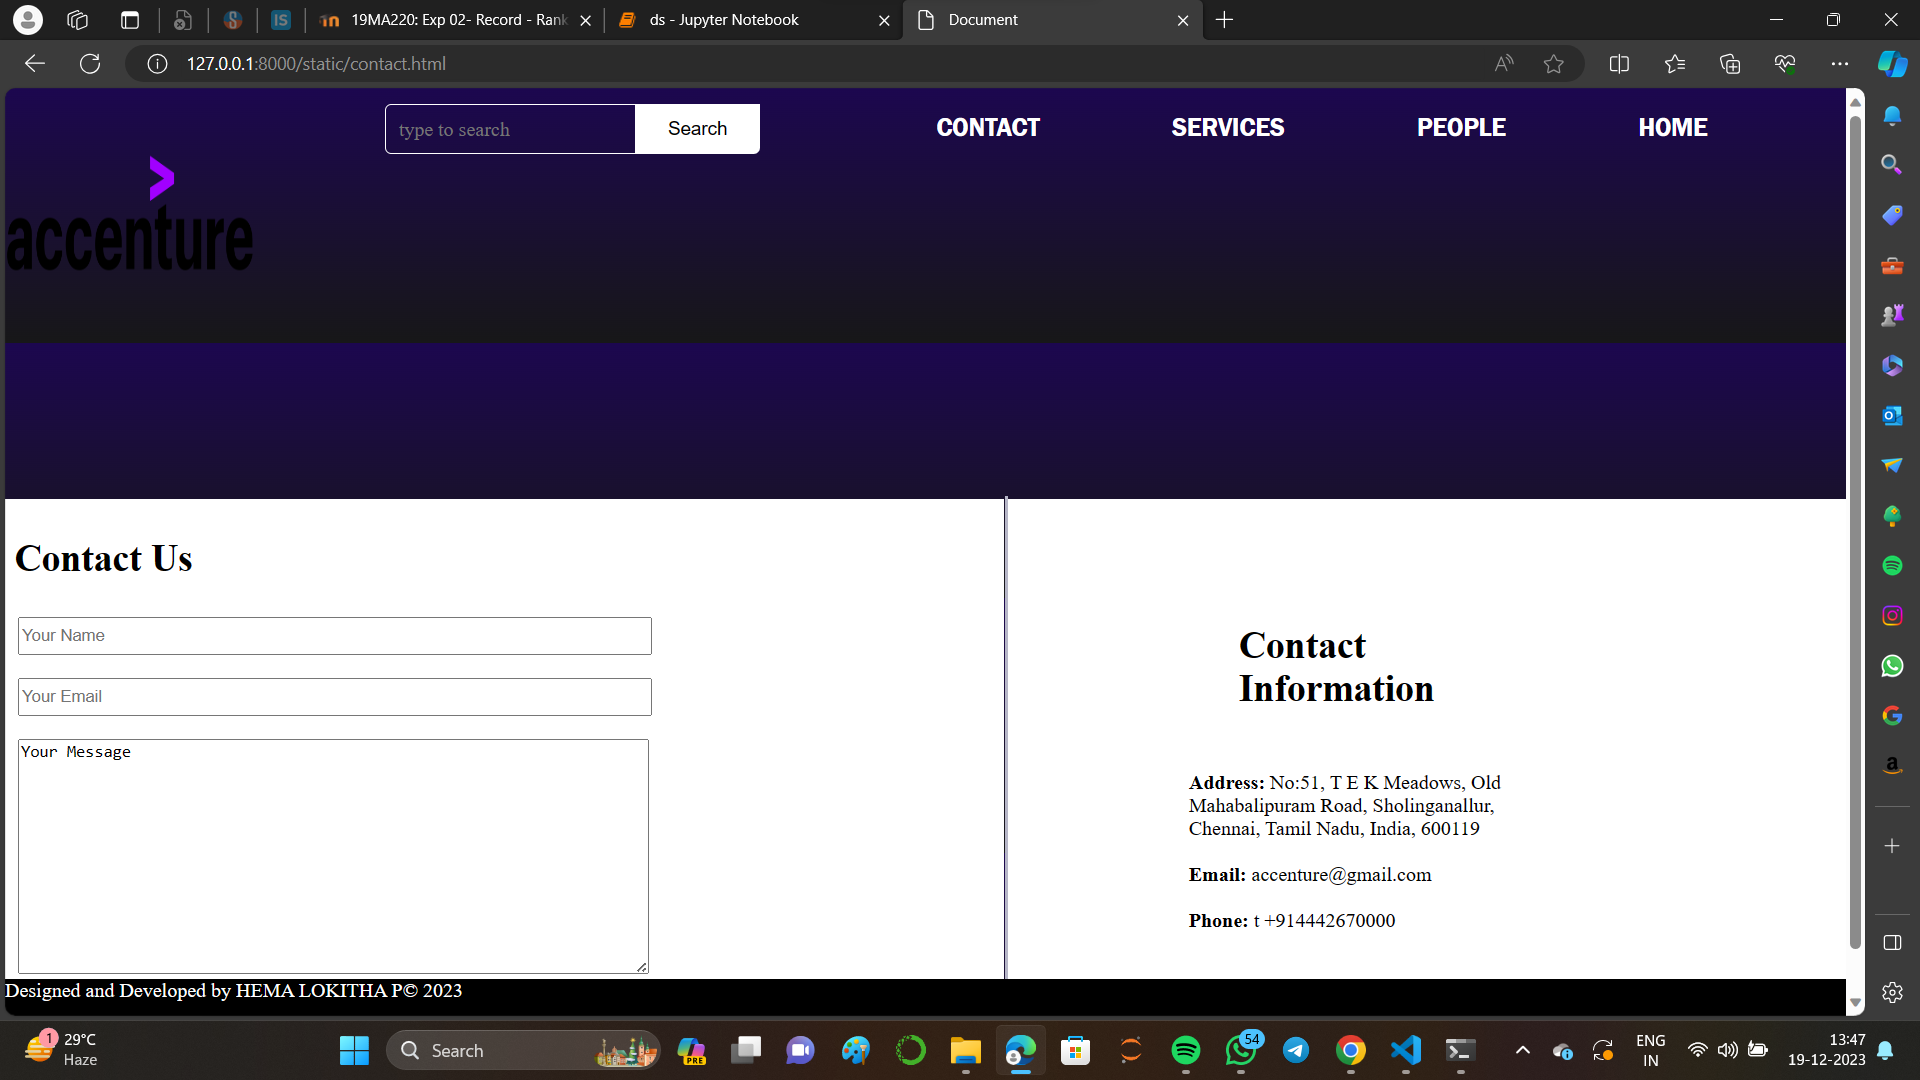 19MA220: Exp 02- Record - Rank
ds - Jupyter Notebook
Document
127.0.0.1:8000/static/contact.html
type to search
Search
CONTACT
SERVICES
PEOPLE
HOME
accenture
Contact Us
Your Name
Your Email
Your Message
Contact
Information
Address: No:51, T E K Meadows, Old
Mahabalipuram Road, Sholinganallur,
Chennai, Tamil Nadu, India, 600119
Email: accenture@gmail.com
Phone: t +914442670000
Designed and Developed by HEMA LOKITHA P© 2023
1
29°C
Haze
Search
PRE
54
ENG
IN
13:47
19-12-2023